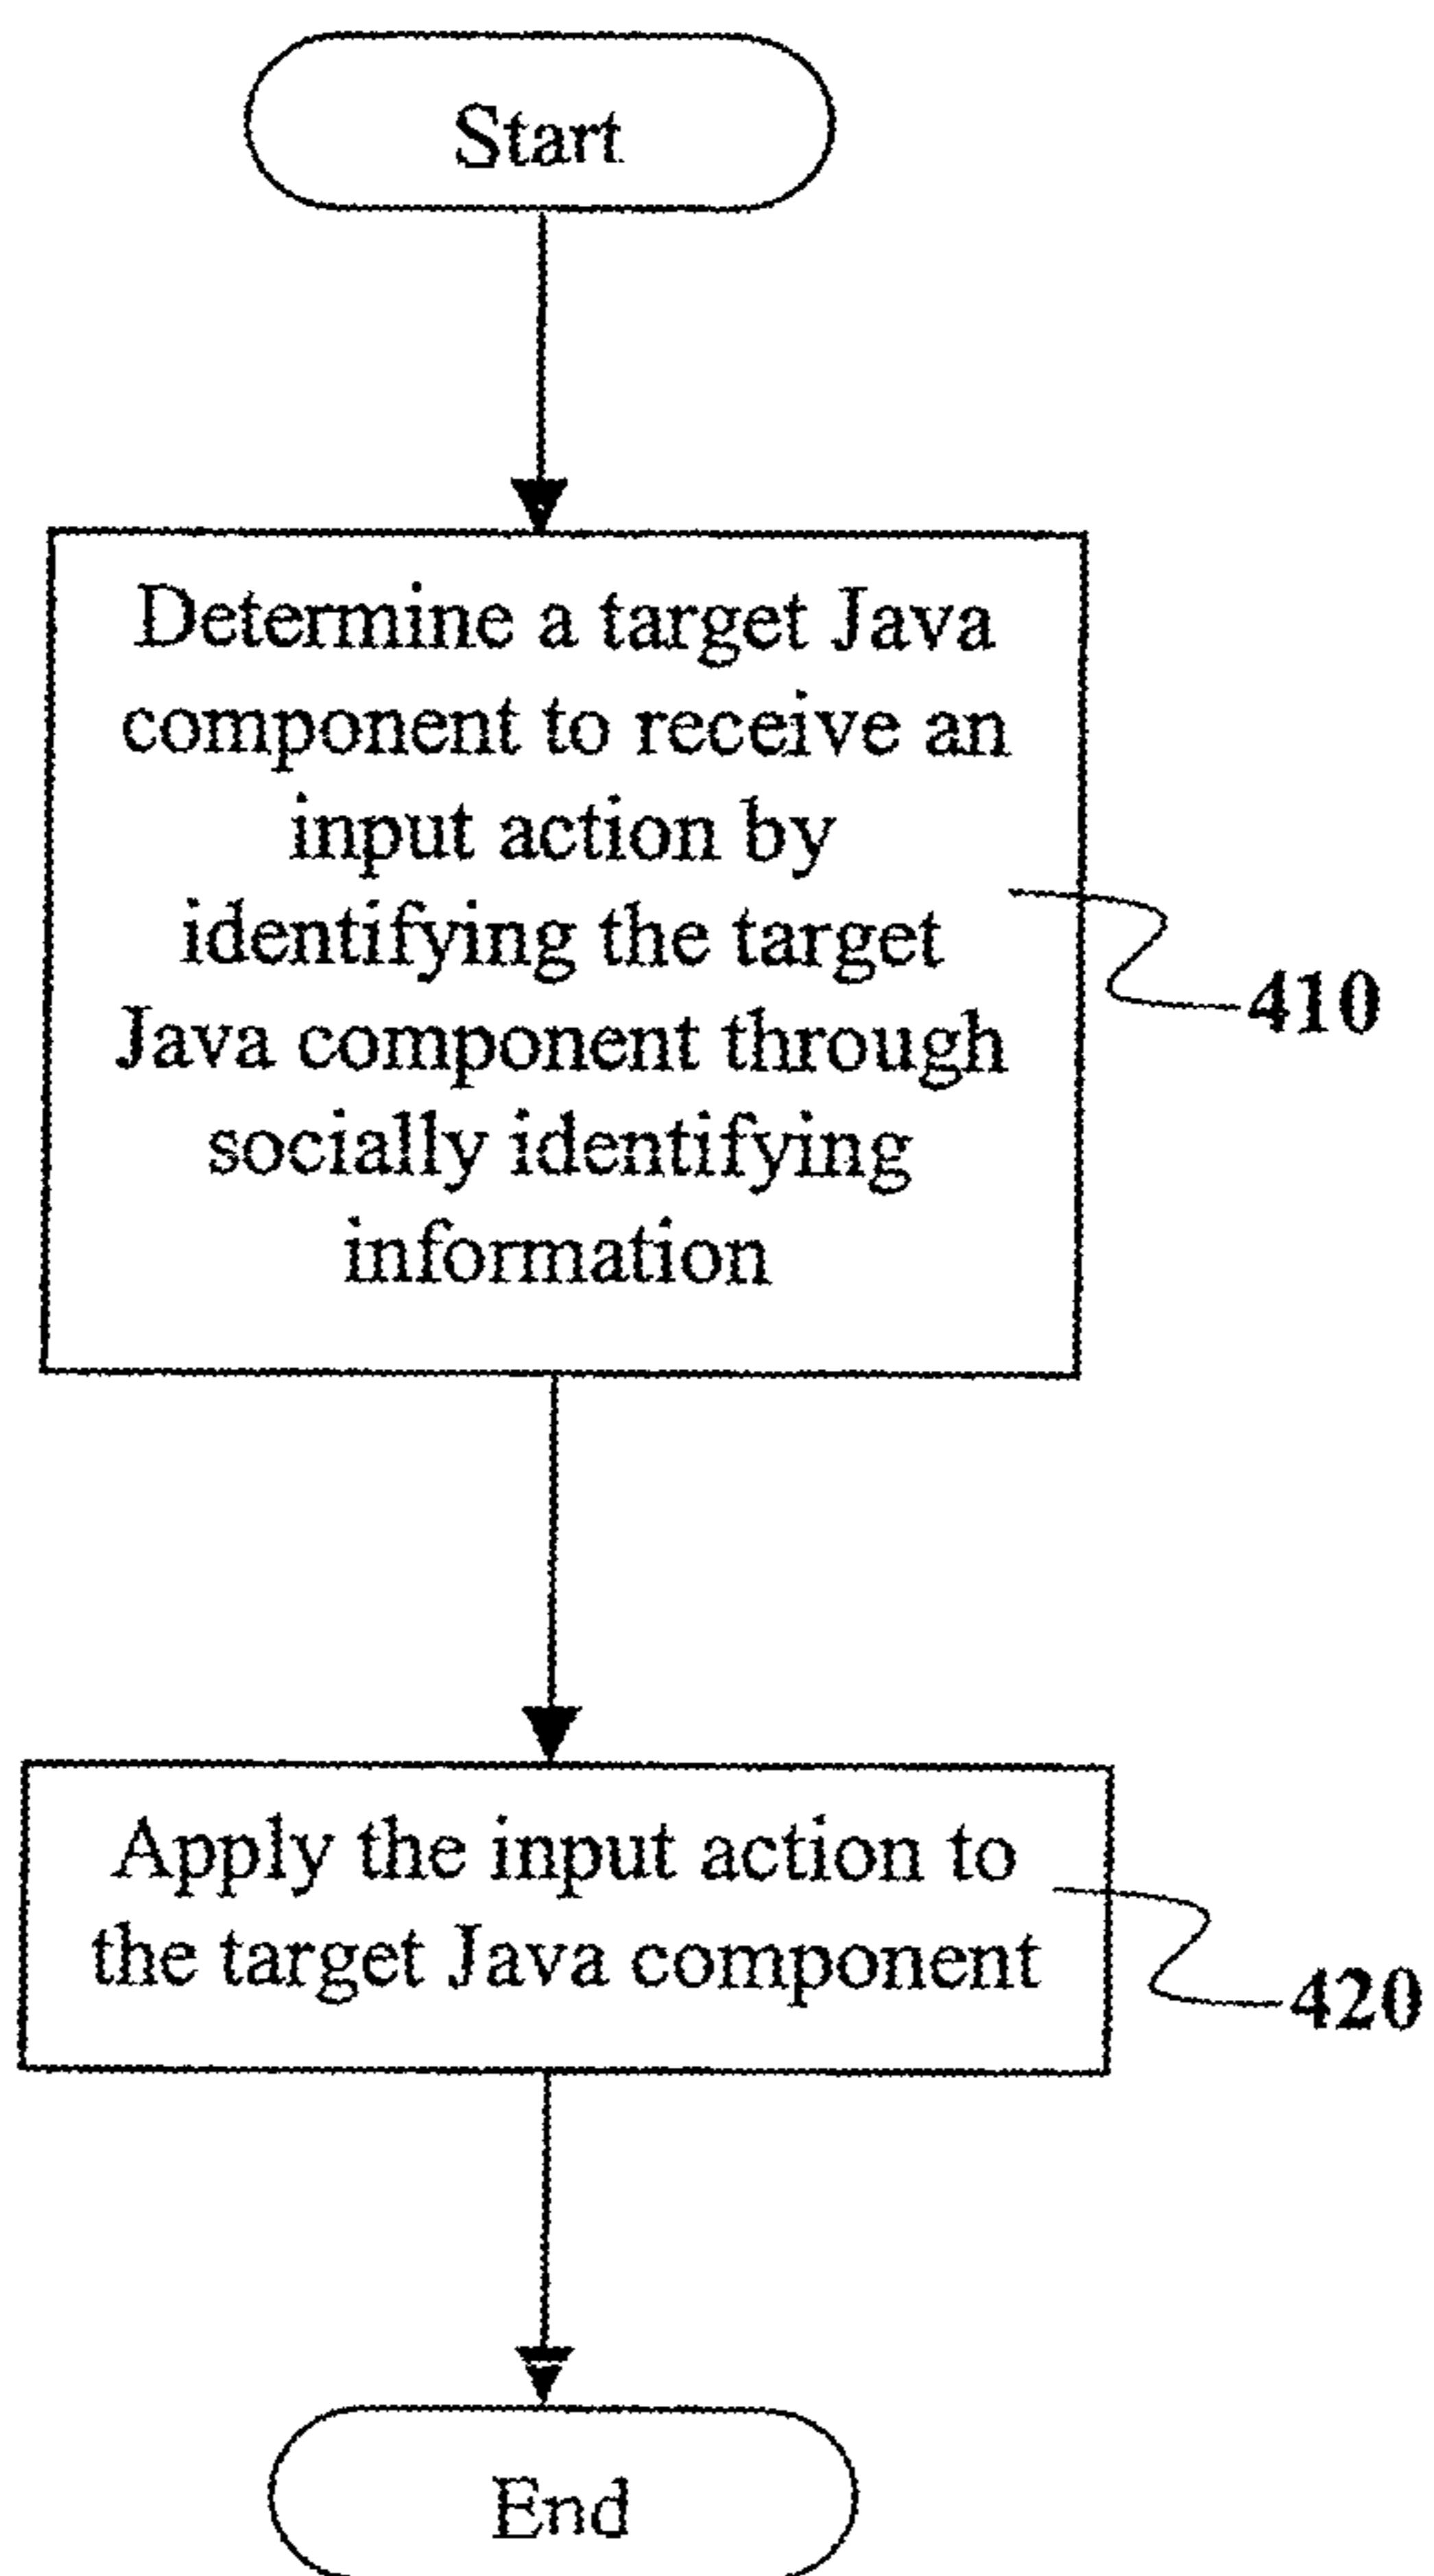 Start
Determine a target Java
component to receive an
input action by
identifying the target
Java component through
socially identifying
information
410
Apply the input action to
the target Java component
420
End